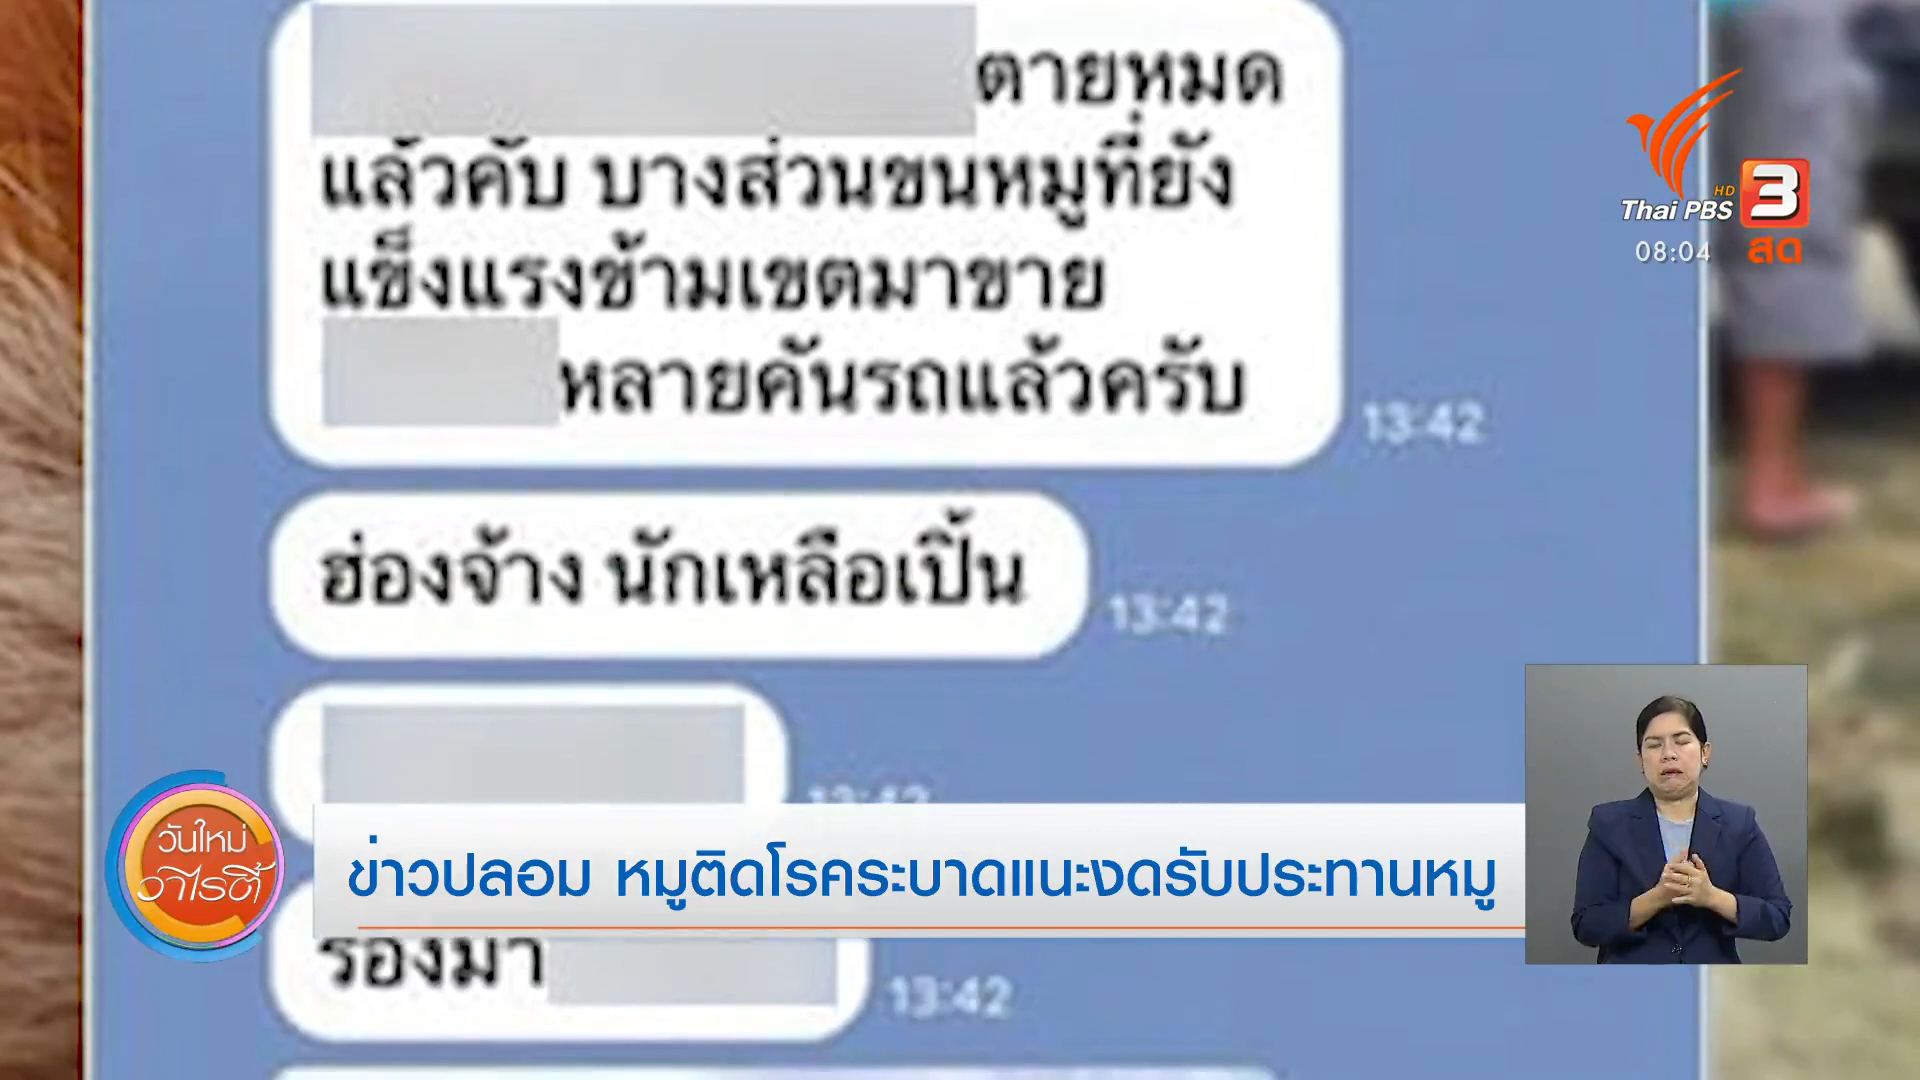 ตายหมด
แล้วคับ บางส่วนขนหมูที่ยัง
แข็งแรงข้ามเขตมาขาย
หลายคันรถแล้วครับ
13:42
ฮ่องจ้าง นักเหลือเปิ้น
13:42
13:42
รองมา
13:42
Thai PBS
HD
3
08:04
สด
วันใหม่
วาไรตี้
ข่าวปลอม หมูติดโรคระบาดแนะงดรับประทานหมู